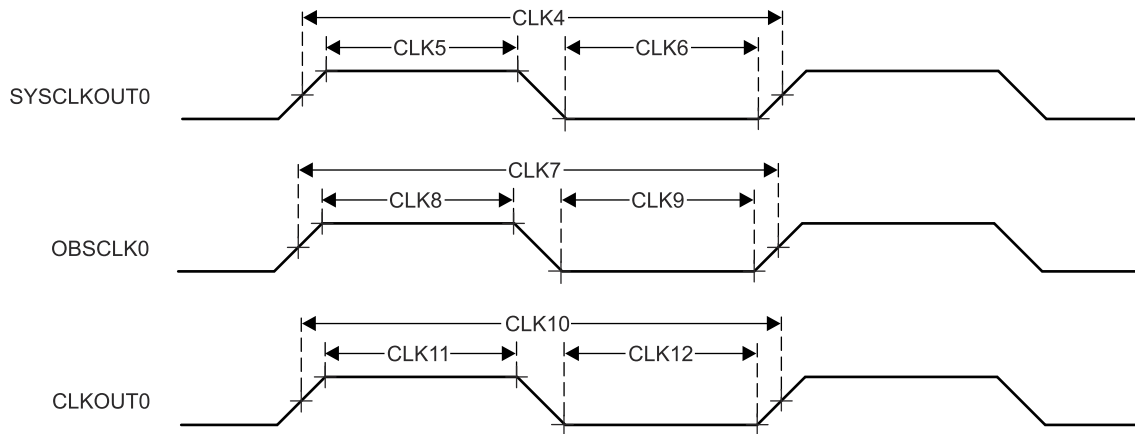 CLK4
CLK5 CLK6
SYSCLKOUT0
CLK7
CLK8 CLK9
OBSCLK0
CLK10
CLK11 CLK12
CLKOUT0